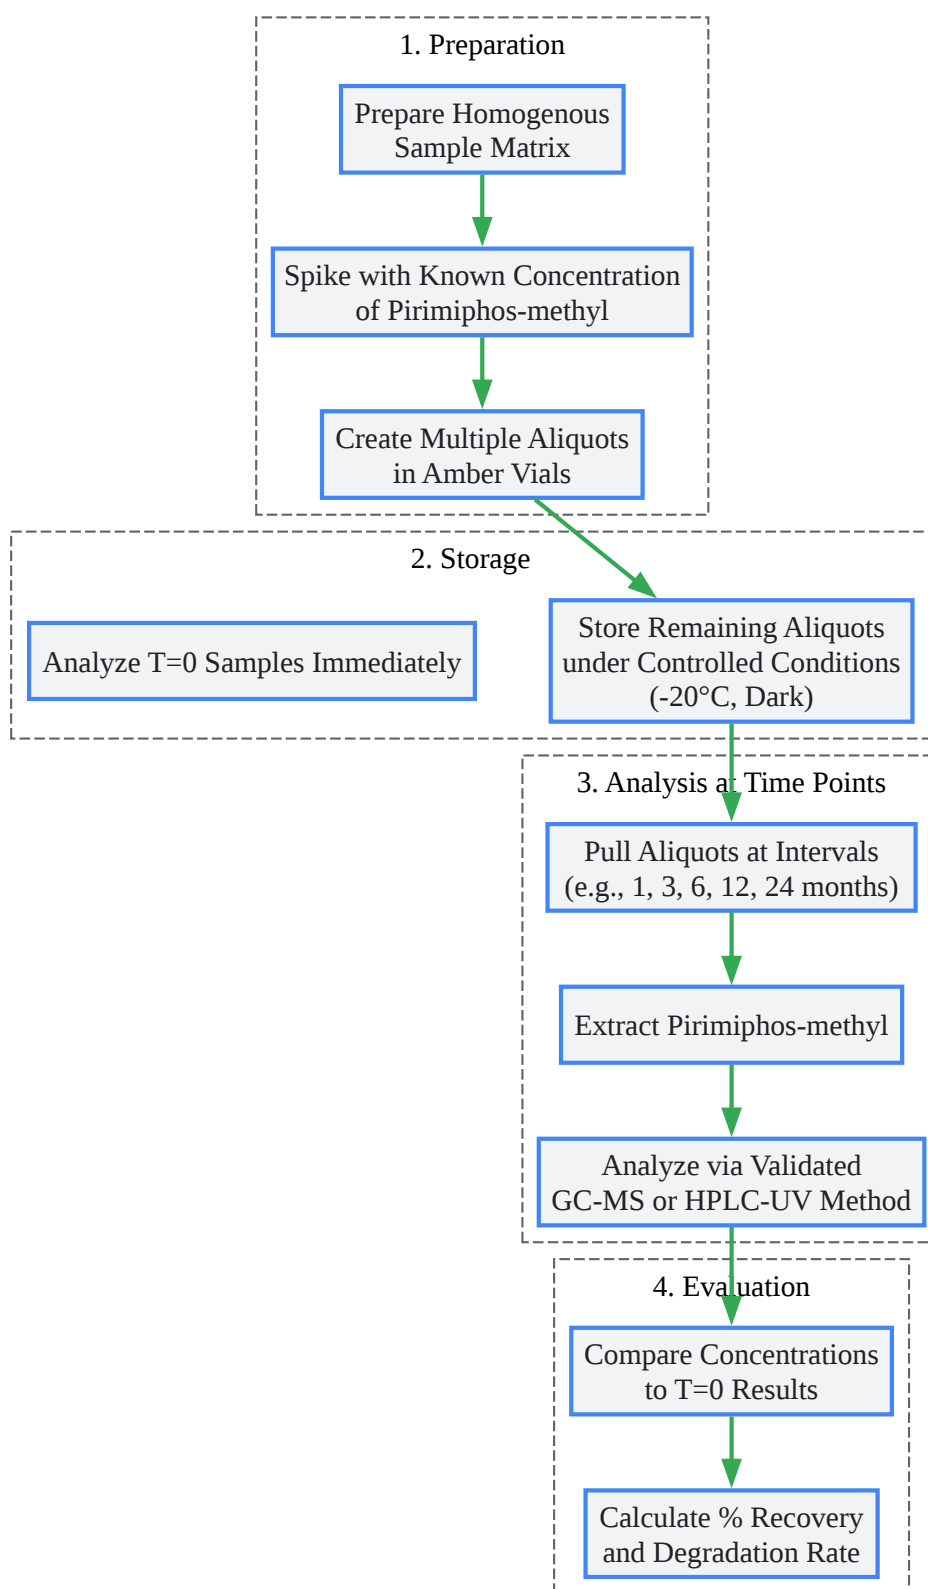 1. Preparation
Prepare Homogenous
Sample Matrix
Spike with Known Concentration
of Pirimiphos-methyl
Create Multiple Aliquots
in Amber Vials
2. Storage
Analyze T=0 Samples Immediately
Store Remaining Aliquots
under Controlled Conditions
(-20°C, Dark)
3. Analysis at Time Points
Pull Aliquots at Intervals
(e.g., 1, 3, 6, 12, 24 months)
Extract Pirimiphos-methyl
Analyze via Validated
GC-MS or HPLC-UV Method
4. Evaluation
Compare Concentrations
to T=0 Results
Calculate % Recovery
and Degradation Rate